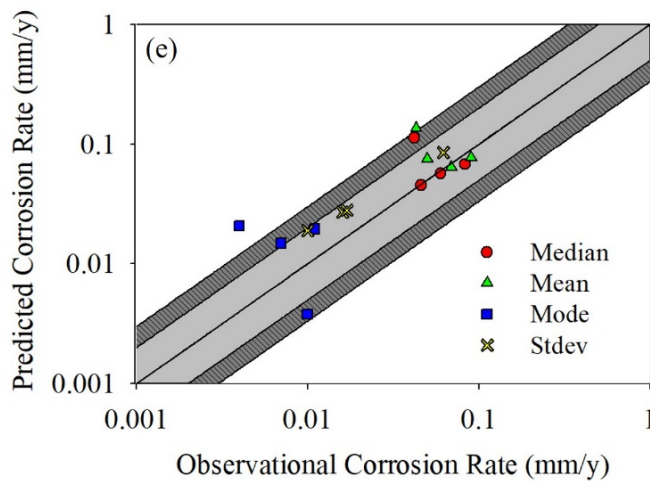 (e)
Predicted Corrosion Rate (mm/y)
1
0.1
0.01
0.001
Median
Mean
Mode
Stdev
0.001 0.01 0.1 1
Observational Corrosion Rate (mm/y)